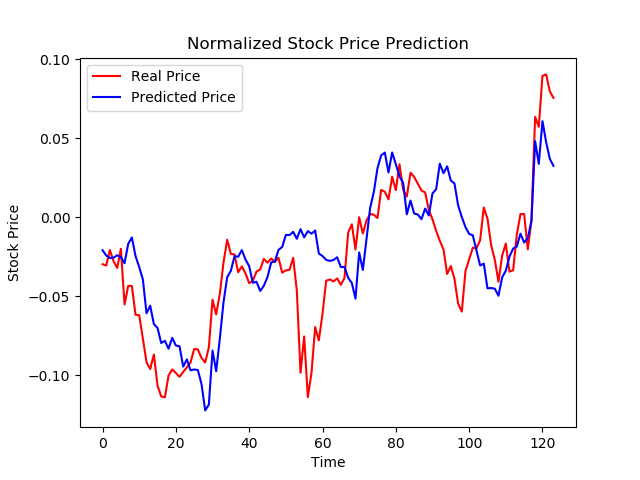 Normalized Stock Price Prediction
Real Price
Predicted Price
0.10
0.05
0.00
−0.05
−0.10
Stock Price
0 20 40 60 80 100 120
Time